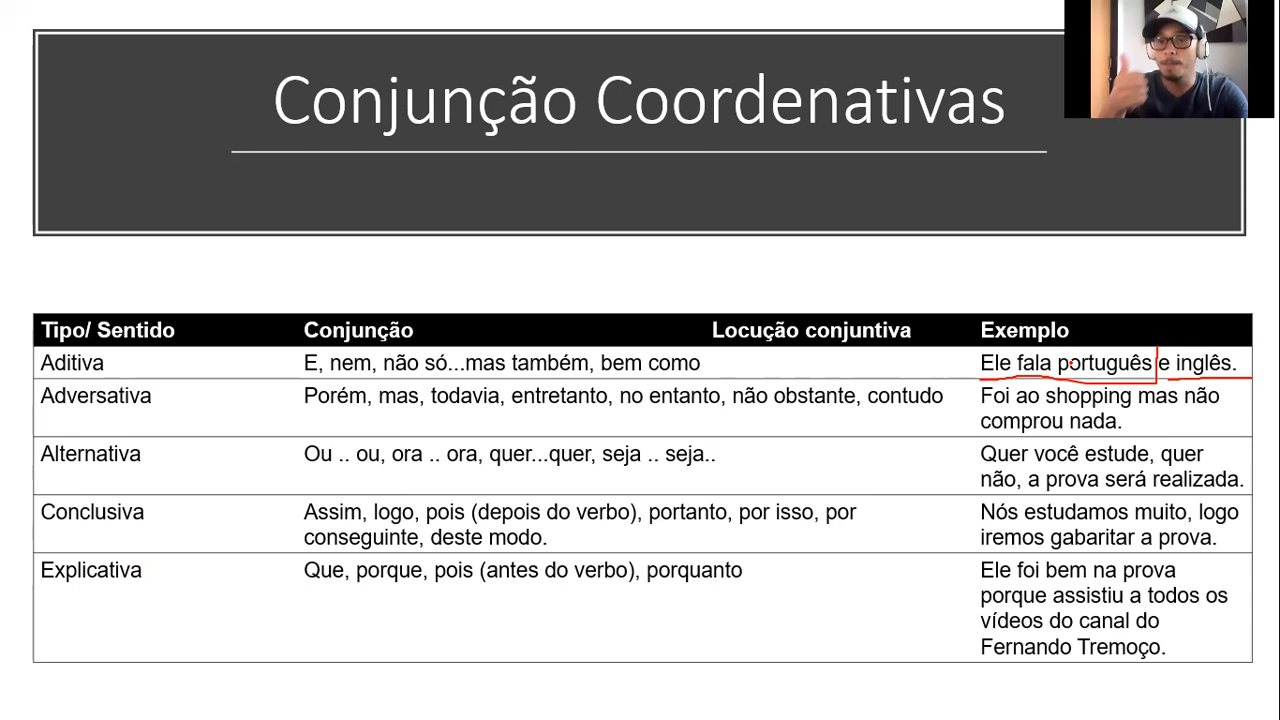 Conjunção Coordenativas
Tipo/ Sentido Conjunção Locução conjuntiva Exemplo
Aditiva E, nem, não só...mas também, bem como Ele fala português e inglês.
Adversativa Porém, mas, todavia, entretanto, no entanto, não obstante, contudo Foi ao shopping mas não
comprou nada.
Alternativa Ou .. ou, ora .. ora, quer...quer, seja .. seja.. Quer você estude, quer
não, a prova será realizada.
Conclusiva Assim, logo, pois (depois do verbo), portanto, por isso, por Nós estudamos muito, logo
conseguinte, deste modo. iremos gabaritar a prova.
Explicativa Que, porque, pois (antes do verbo), porquanto Ele foi bem na prova
porque assistiu a todos os
vídeos do canal do
Fernando Tremoço.